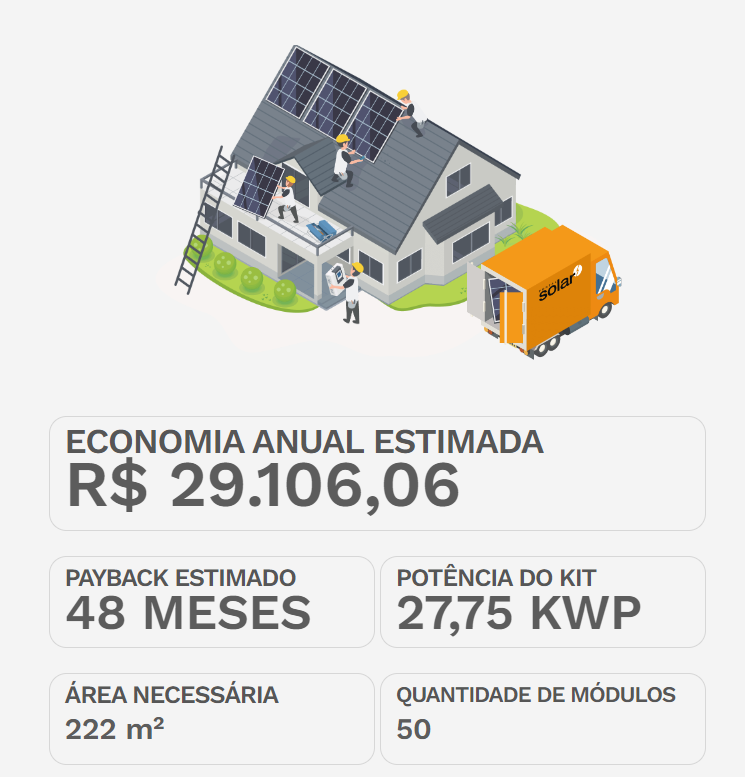 solar
ECONOMIA ANUAL ESTIMADA
R$ 29.106,06
PAYBACK ESTIMADO
48 MESES
POTÊNCIA DO KIT
27,75 KWP
ÁREA NECESSÁRIA
222 m²
QUANTIDADE DE MÓDULOS
50